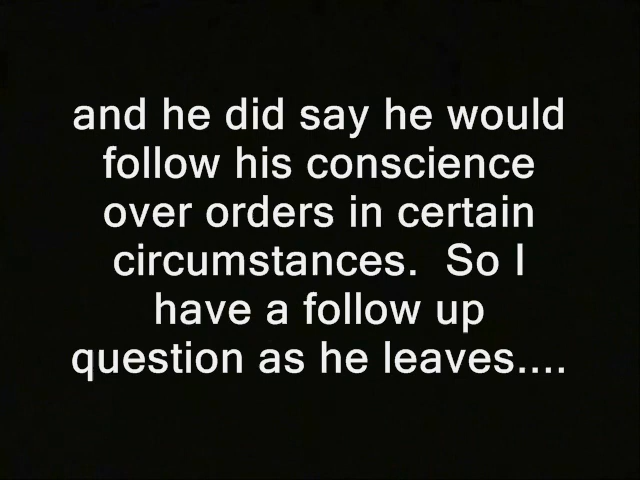 and he did say he would
follow his conscience
over orders in certain
circumstances.  So I
have a follow up
question as he leaves....